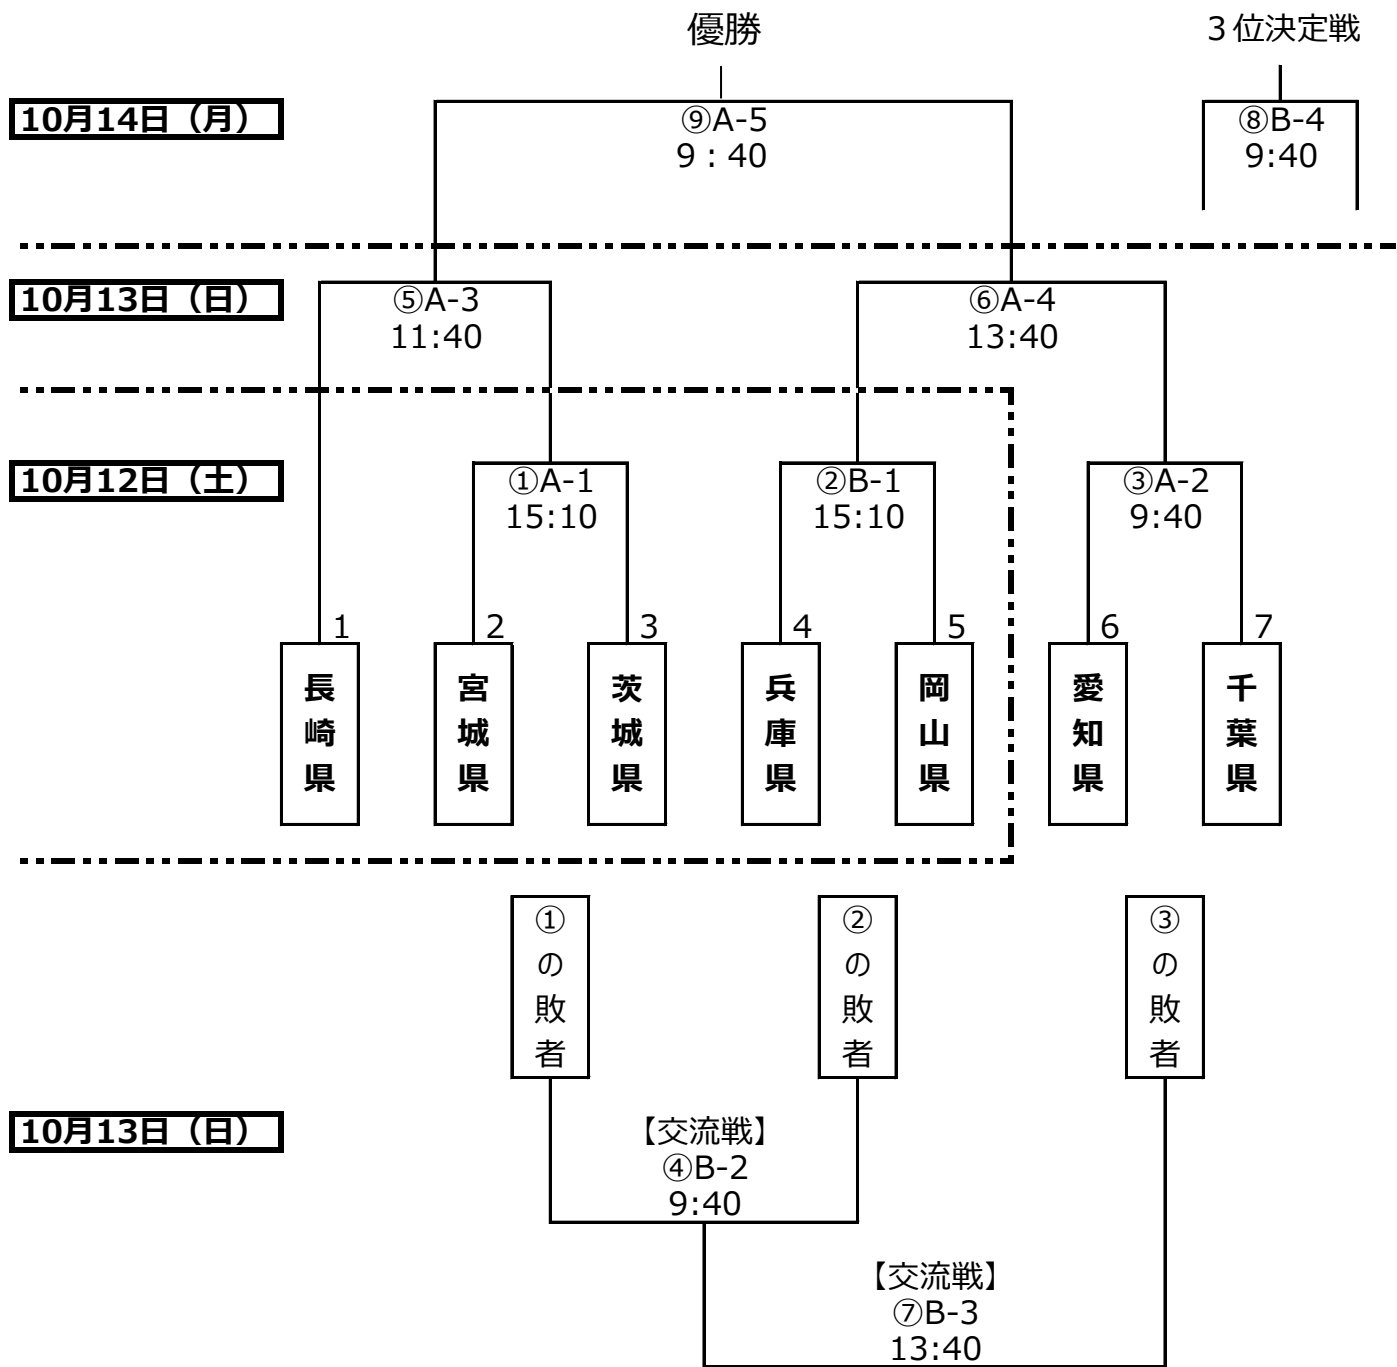 優勝
３位決定戦
10月14日（月）
⑨A-5
9：40
⑧B-4
9:40
10月13日（日）
⑤A-3
11:40
⑥A-4
13:40
10月12日（土）
①A-1
15:10
②B-1
15:10
③A-2
9:40
1
2
3
4
5
6
7
長崎県
宮城県
茨城県
兵庫県
岡山県
愛知県
千葉県
①の敗者
②の敗者
③の敗者
10月13日（日）
【交流戦】
④B-2
9:40
【交流戦】
⑦B-3
13:40